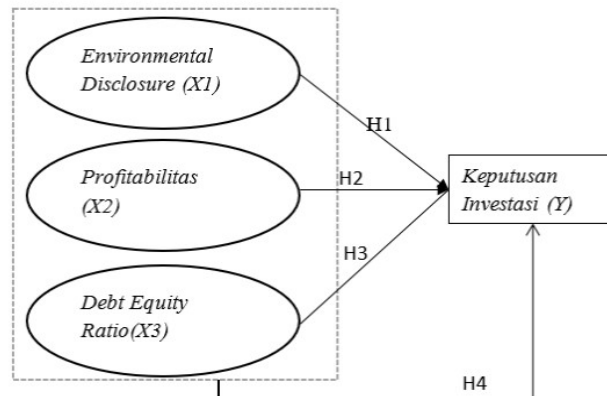 Environmental
Disclosure (X1)
H1
Profitabilitas
(X2)
H2
Keputusan
Investasi (Y)
H3
Debt Equity
Ratio(X3)
H4